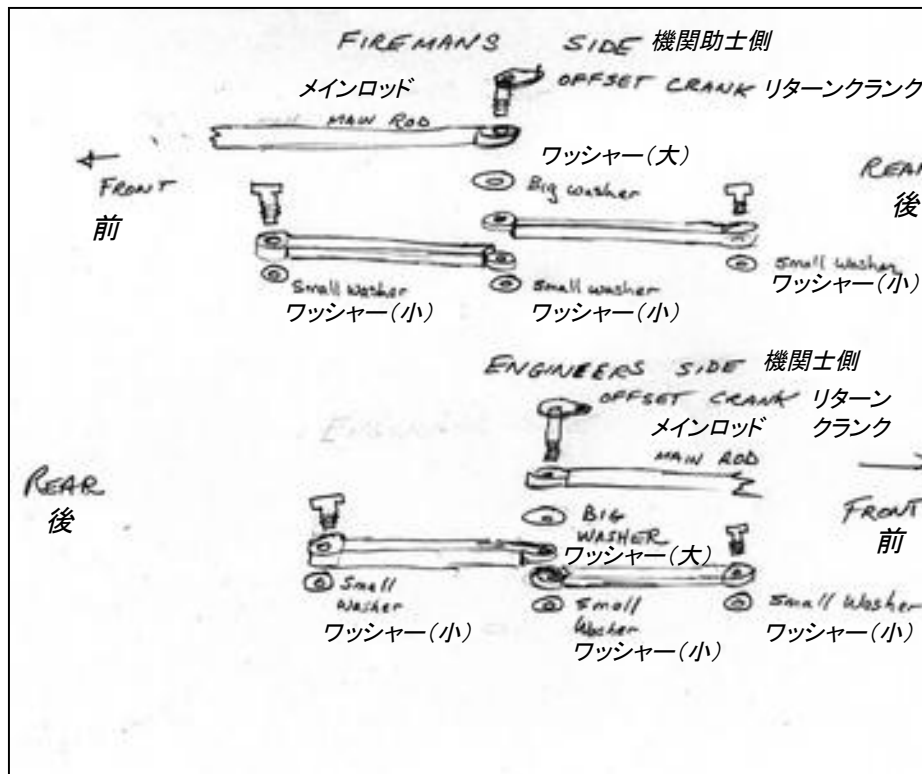 FIREMANS SIDE 機関助士側
メインロッド
OFFSET CRANK リターンクランク
MAIN ROD
ワッシャー(大)
Big washer
FRONT
前
REAR
後
Small washer
ワッシャー(小)
small washer
ワッシャー(小)
small washer
ワッシャー(小)
ENGINEERS SIDE 機関士側
OFFSET CRANK リターン
クランク
メインロッド
MAIN ROD
REAR
後
FRONT
前
BIG
WASHER
ワッシャー(大)
Small
Washer
ワッシャー(小)
Small
Washer
ワッシャー(小)
Small Washer
ワッシャー(小)